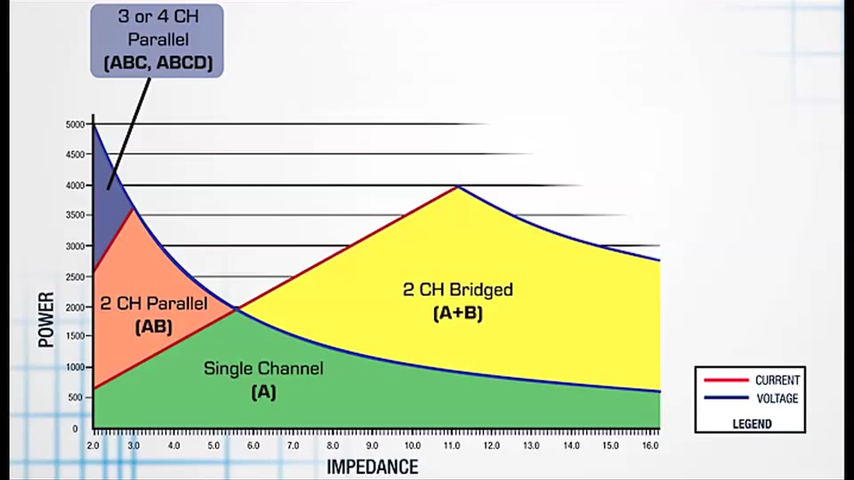 3 or 4 CH
Parallel
(ABC, ABCD)
5000
4500
4000
3500
3000
2500
2000
1500
1000
500
0
POWER
2 CH Parallel
(AB)
2 CH Bridged
(A+B)
Single Channel
(A)
2.0 3.0 4.0 5.0 6.0 7.0 8.0 9.0 10.0 11.0 12.0 13.0 14.0 15.0 16.0
IMPEDANCE
CURRENT
VOLTAGE
LEGEND